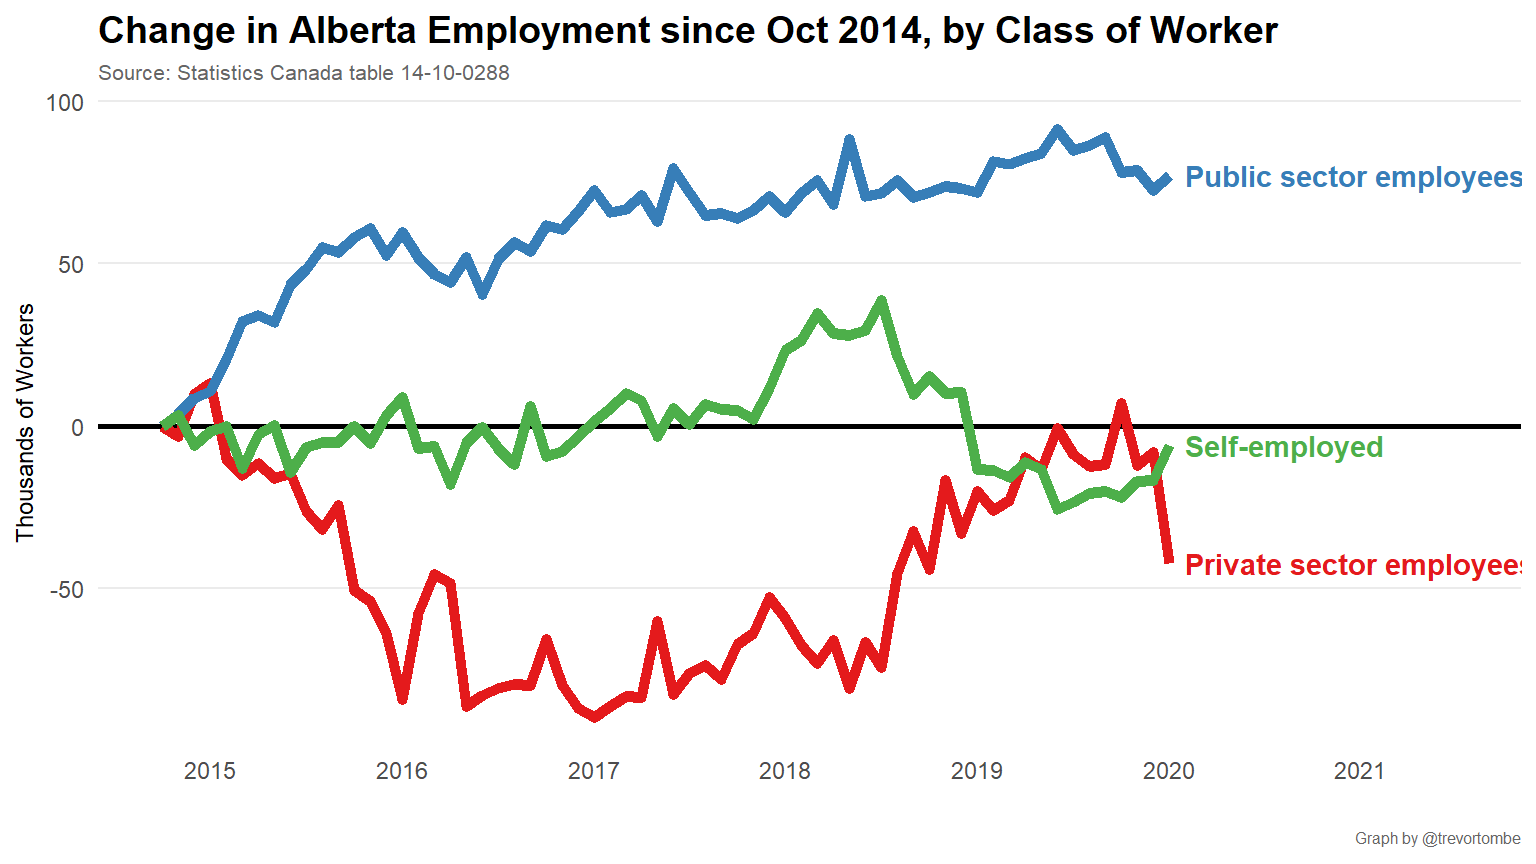 Change in Alberta Employment since Oct 2014, by Class of Worker
Source: Statistics Canada table 14-10-0288
100
50
0
-50
Thousands of Workers
Public sector employees
Self-employed
Private sector employees
2015 2016 2017 2018 2019 2020 2021
Graph by @trevortombe